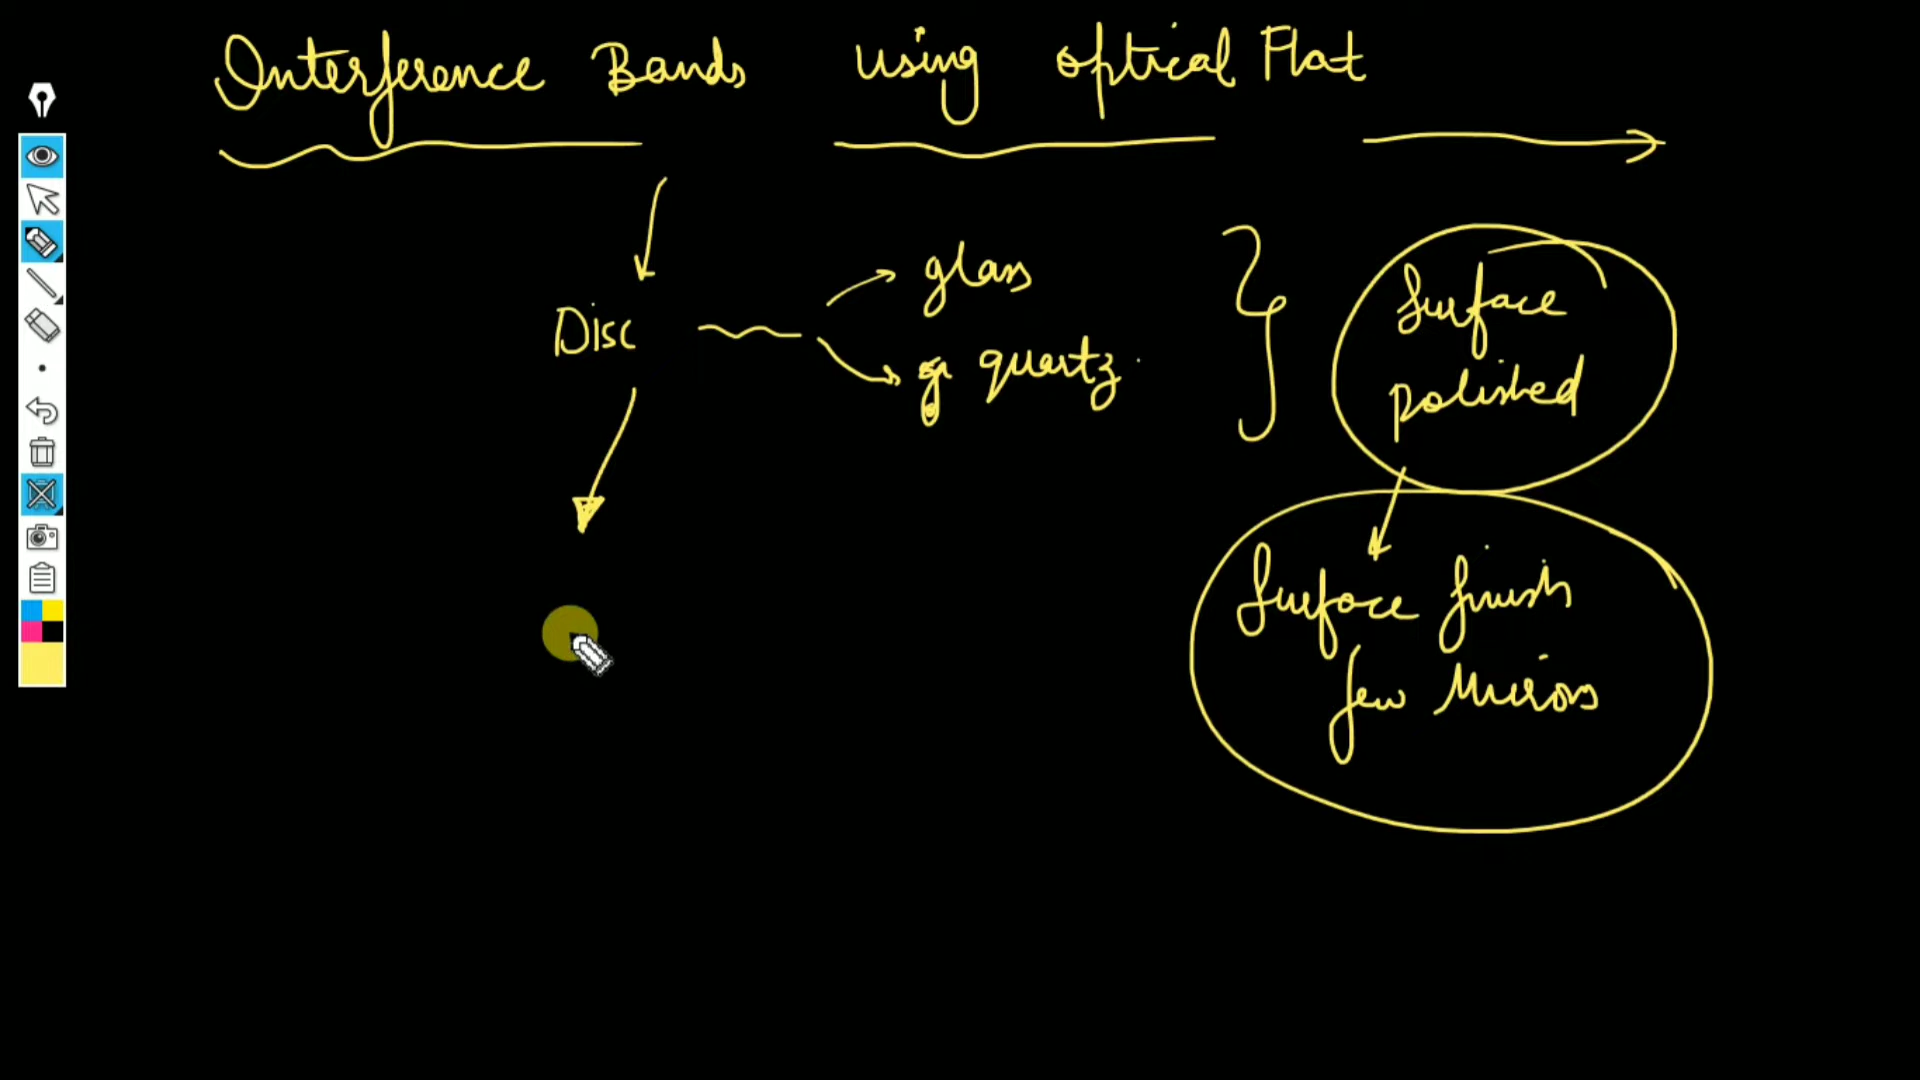 Interference Bands using optical Flat
Disc
glass
or quartz
Surface
polished
Surface finish
few Microns